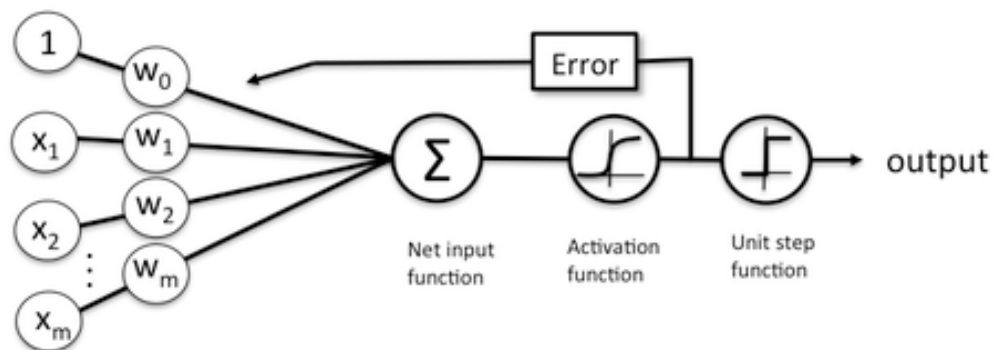 1
w0
Error
x1
w1
Σ
output
x2
w2
wm
xm
Net input
function
Activation
function
Unit step
function